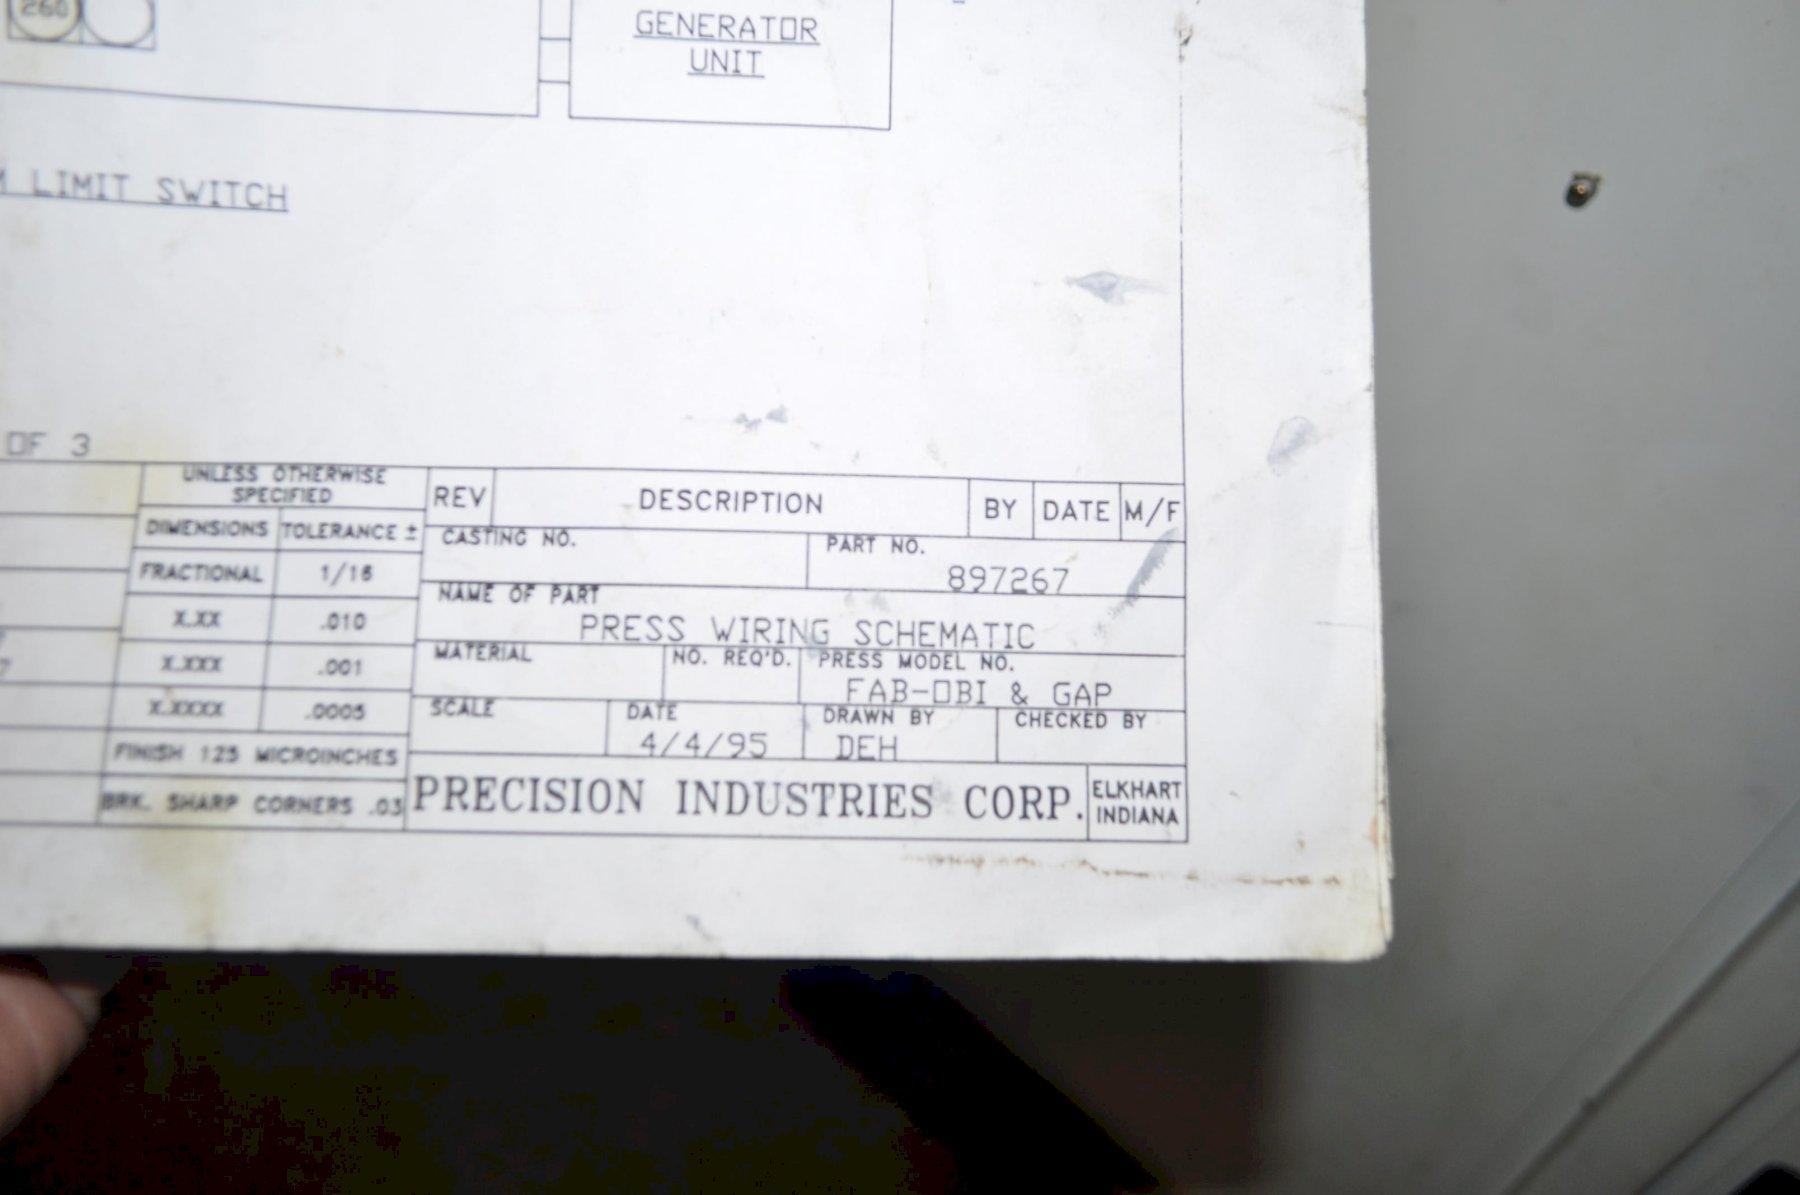 260
GENERATOR
UNIT
LIMIT SWITCH
OF 3
UNLESS OTHERWISE
SPECIFIED
DIMENSIONS TOLERANCE ±
FRACTIONAL 1/16
X.XX .010
X.XXX .001
X.XXXX .0005
FINISH 125 MICROINCHES
BRK. SHARP CORNERS .03
REV DESCRIPTION BY DATE M/F
CASTING NO. PART NO.
897267
NAME OF PART
PRESS WIRING SCHEMATIC
MATERIAL NO. REQ'D. PRESS MODEL NO.
FAB-OBI & GAP
SCALE DATE DRAWN BY CHECKED BY
4/4/95 DEH
PRECISION INDUSTRIES CORP. ELKHART
INDIANA